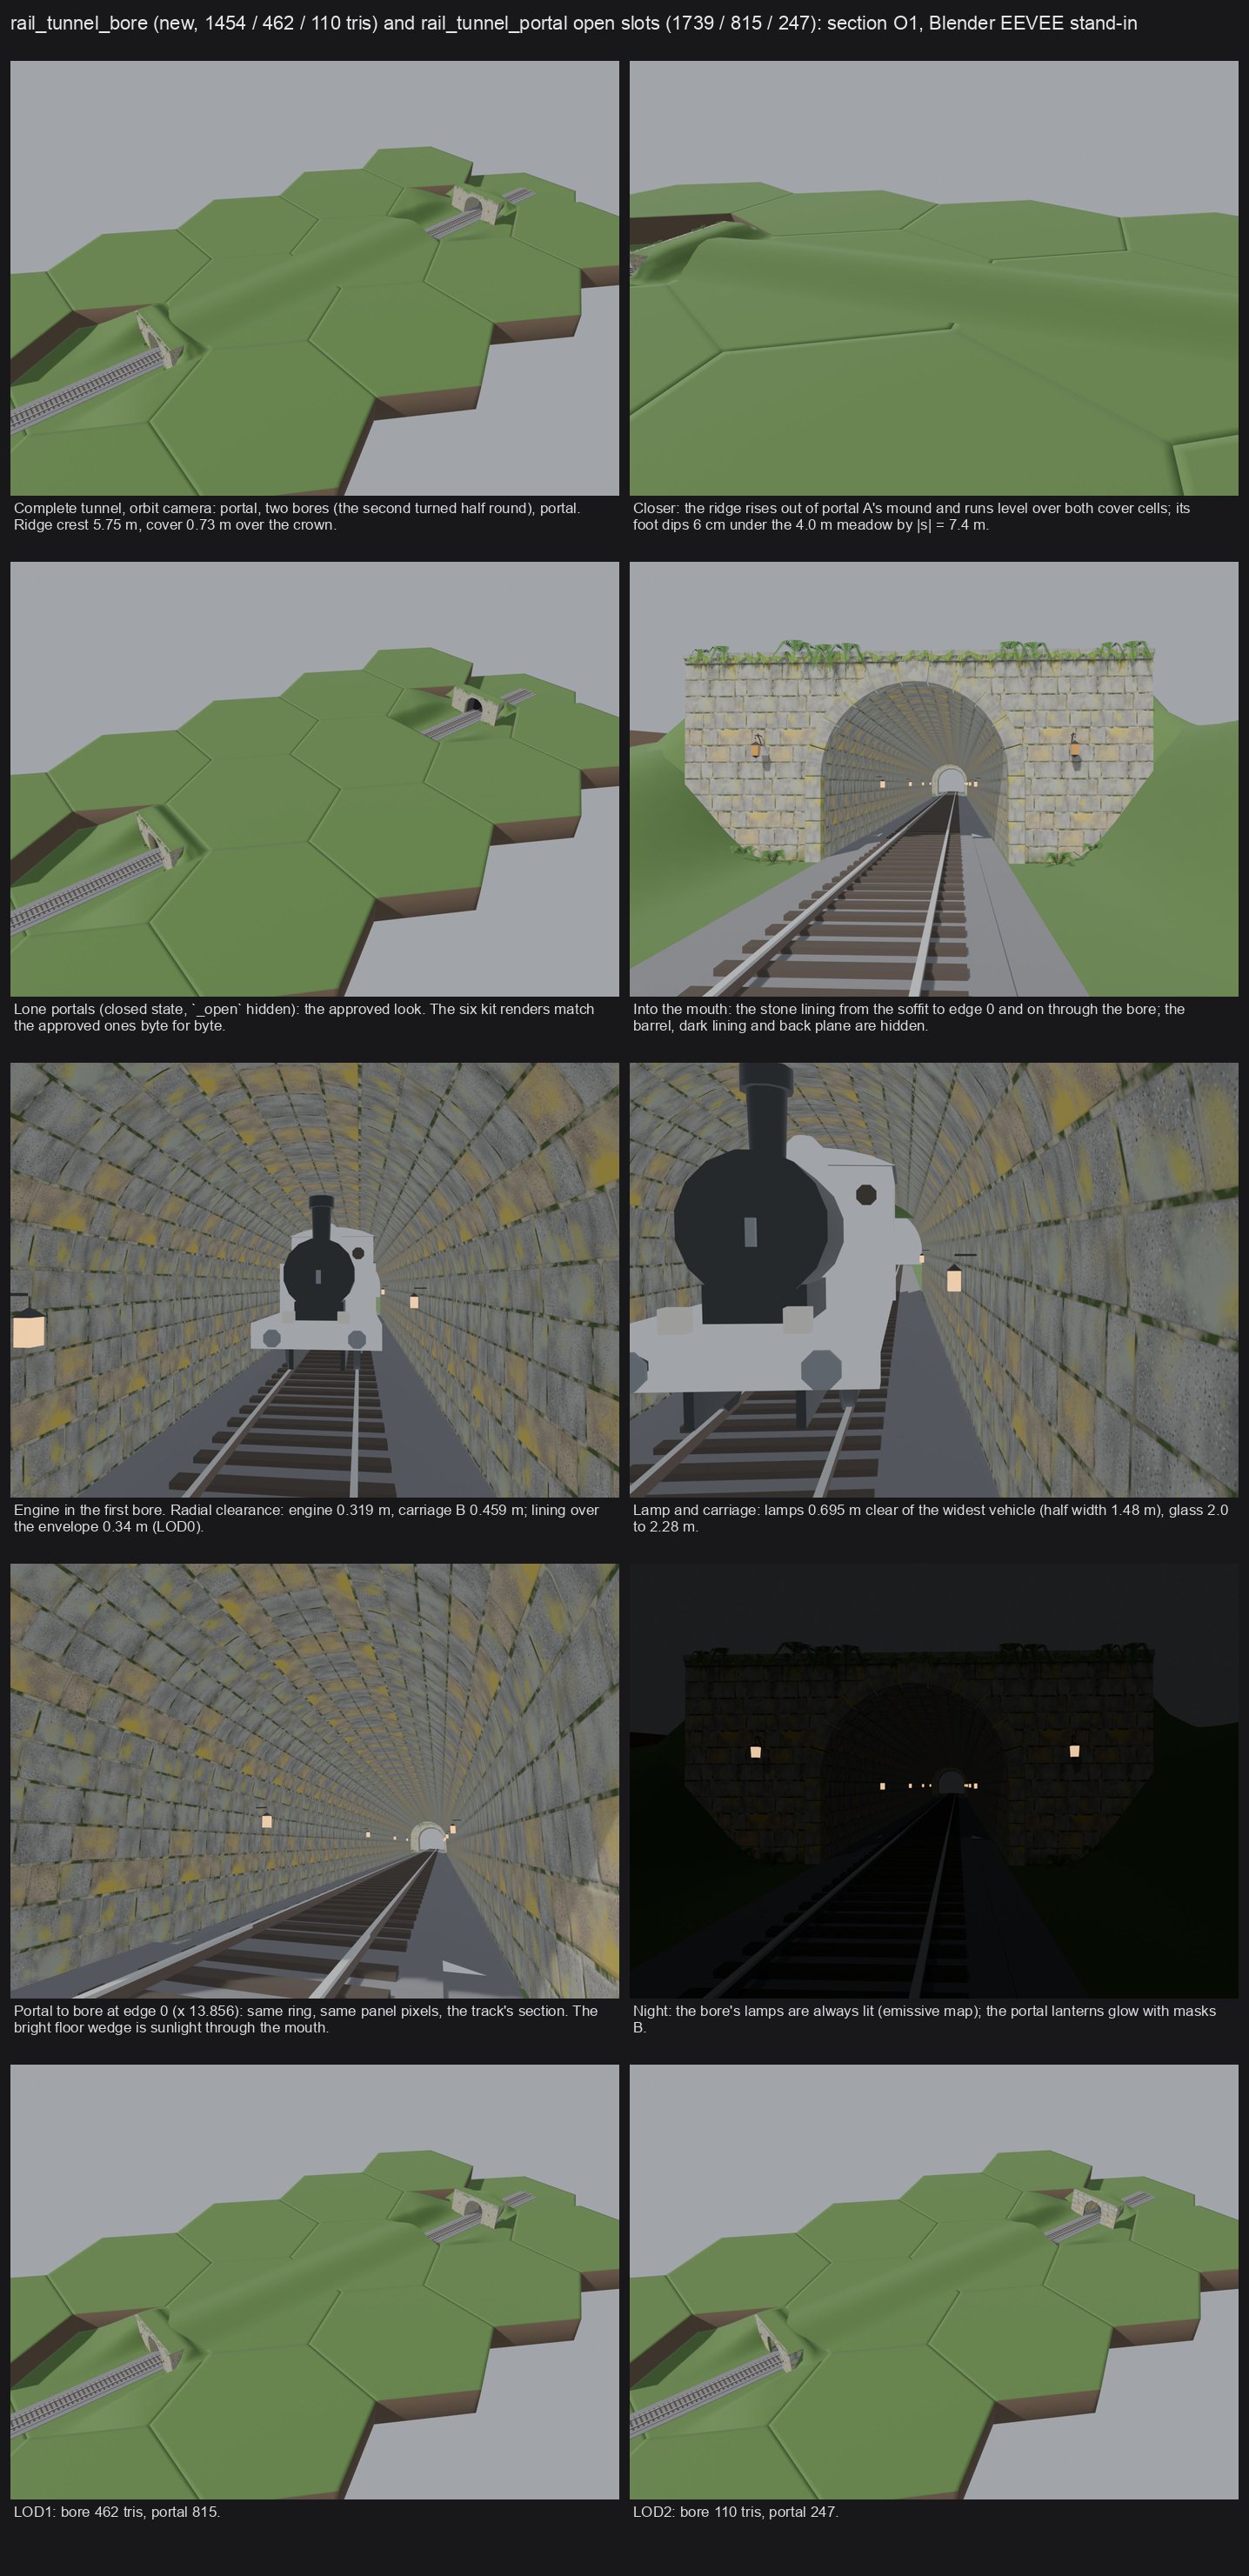 rail_tunnel_bore (new, 1454 / 462 / 110 tris) and rail_tunnel_portal open slots (1739 / 815 / 247): section O1, Blender EEVEE stand-in
Complete tunnel, orbit camera: portal, two bores (the second turned half round), portal.
Ridge crest 5.75 m, cover 0.73 m over the crown.
Closer: the ridge rises out of portal A's mound and runs level over both cover cells; its
foot dips 6 cm under the 4.0 m meadow by |s| = 7.4 m.
Lone portals (closed state, `_open` hidden): the approved look. The six kit renders match
the approved ones byte for byte.
Into the mouth: the stone lining from the soffit to edge 0 and on through the bore; the
barrel, dark lining and back plane are hidden.
Engine in the first bore. Radial clearance: engine 0.319 m, carriage B 0.459 m; lining over
the envelope 0.34 m (LOD0).
Lamp and carriage: lamps 0.695 m clear of the widest vehicle (half width 1.48 m), glass 2.0
to 2.28 m.
Portal to bore at edge 0 (x 13.856): same ring, same panel pixels, the track's section. The
bright floor wedge is sunlight through the mouth.
Night: the bore's lamps are always lit (emissive map); the portal lanterns glow with masks
B.
LOD1: bore 462 tris, portal 815.
LOD2: bore 110 tris, portal 247.